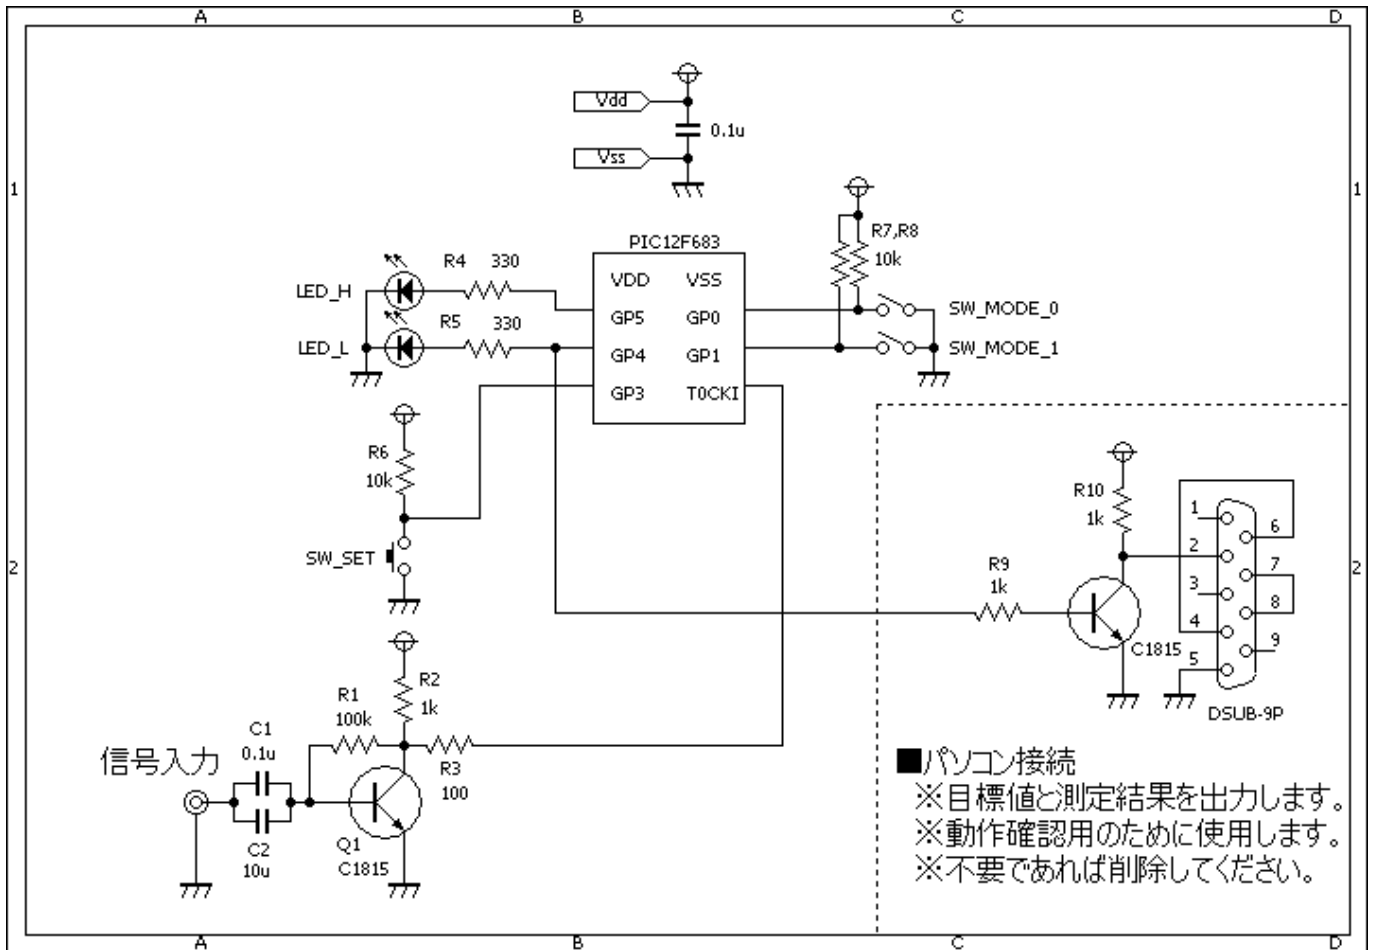 A B C D
Vdd
0.1u
Vss
1 1
PIC12F683
R7,R8
10k
R4 330
LED_H
VDD VSS
GP5 GP0
SW_MODE_0
R5 330
LED_L
GP4 GP1
SW_MODE_1
GP3 T0CKI
R6
10k
SW_SET
R10
1k
1
6
2
7
3
8
4
9
5
R9
1k
2 2
C1815
DSUB-9P
R1
100k
R2
1k
C1
0.1u
信号入力
R3
100
C2
10u
Q1
C1815
■パソコン接続
※目標値と測定結果を出力します。
※動作確認用のために使用します。
※不要であれば削除してください。
A B C D